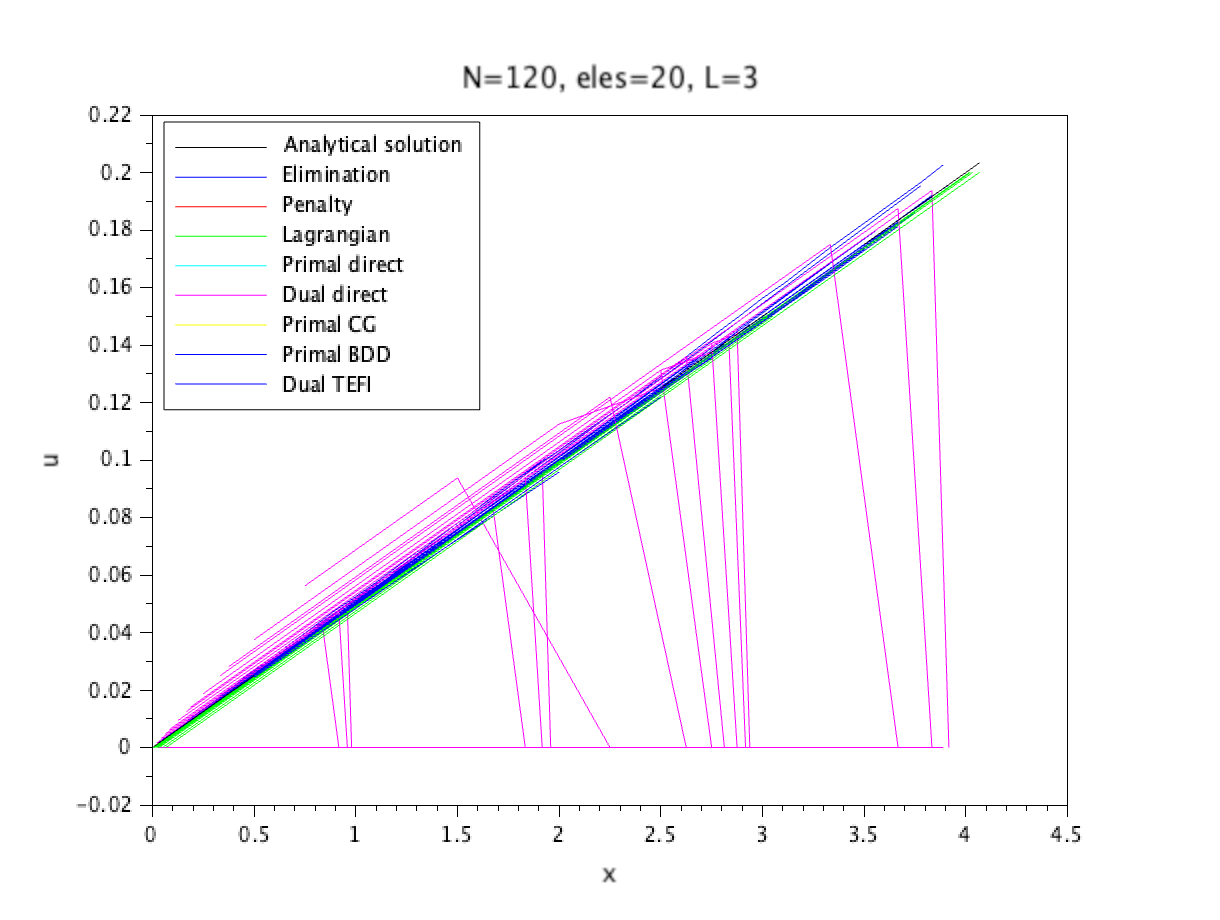 N=120, eles=20, L=3
0.22
0.2
0.18
0.16
0.14
0.12
0.1
0.08
0.06
0.04
0.02
0
-0.02
u
Analytical solution
Elimination
Penalty
Lagrangian
Primal direct
Dual direct
Primal CG
Primal BDD
Dual TEFI
0 0.5 1 1.5 2 2.5 3 3.5 4 4.5
x